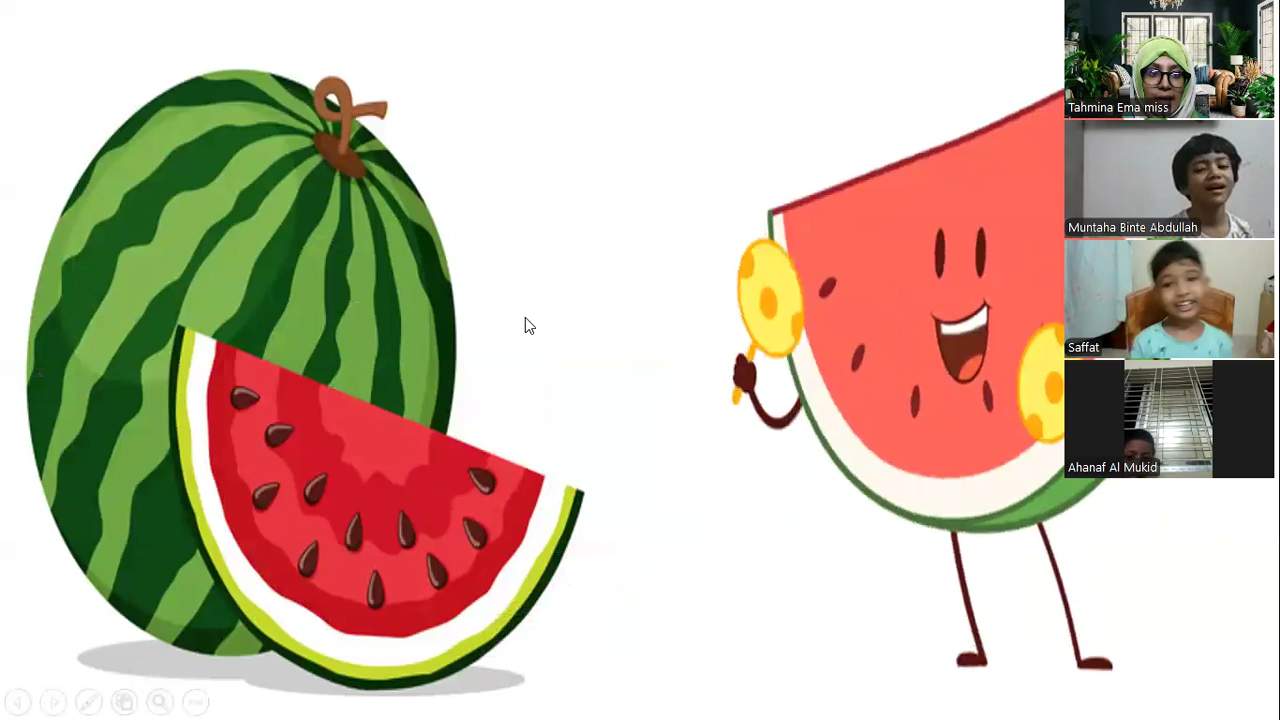 Tahmina Ema miss
Muntaha Binte Abdullah
Saffat
Ahanaf Al Mukid